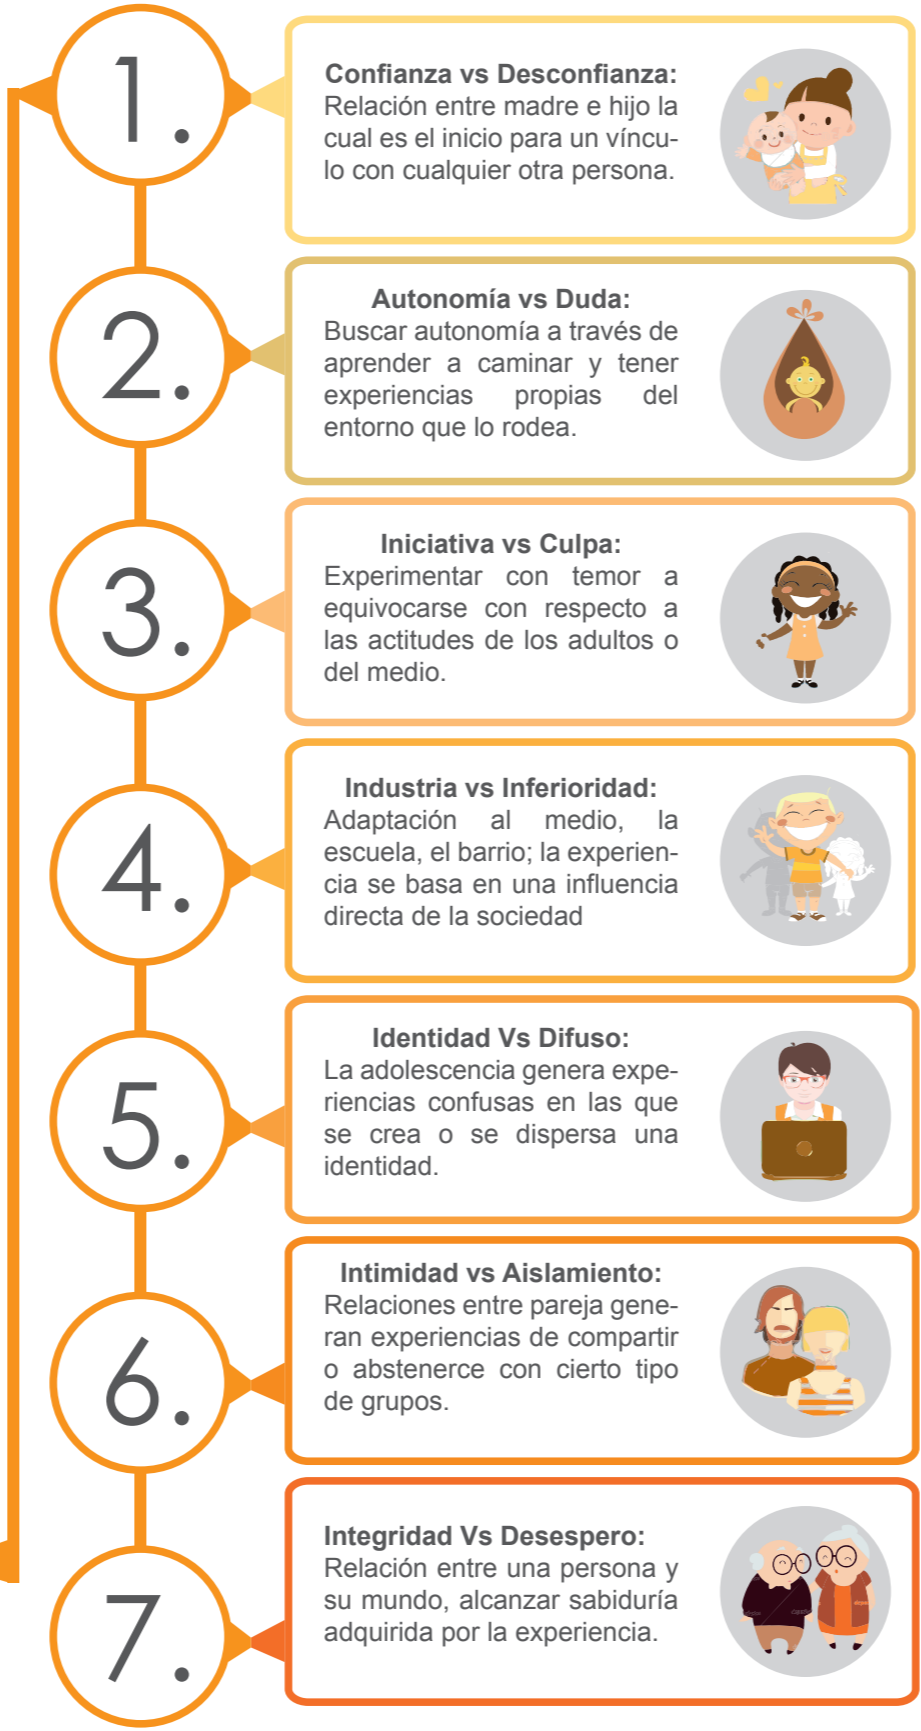 1.
Confianza vs Desconfianza:
Relación entre madre e hijo la
cual es el inicio para un víncu-
lo con cualquier otra persona.
2.
Autonomía vs Duda:
Buscar autonomía a través de
aprender a caminar y tener
experiencias propias del
entorno que lo rodea.
3.
Iniciativa vs Culpa:
Experimentar con temor a
equivocarse con respecto a
las actitudes de los adultos o
del medio.
4.
Industria vs Inferioridad:
Adaptación al medio, la
escuela, el barrio; la experien-
cia se basa en una influencia
directa de la sociedad
5.
Identidad Vs Difuso:
La adolescencia genera expe-
riencias confusas en las que
se crea o se dispersa una
identidad.
6.
Intimidad vs Aislamiento:
Relaciones entre pareja gene-
ran experiencias de compartir
o abstenerce con cierto tipo
de grupos.
7.
Integridad Vs Desespero:
Relación entre una persona y
su mundo, alcanzar sabiduría
adquirida por la experiencia.